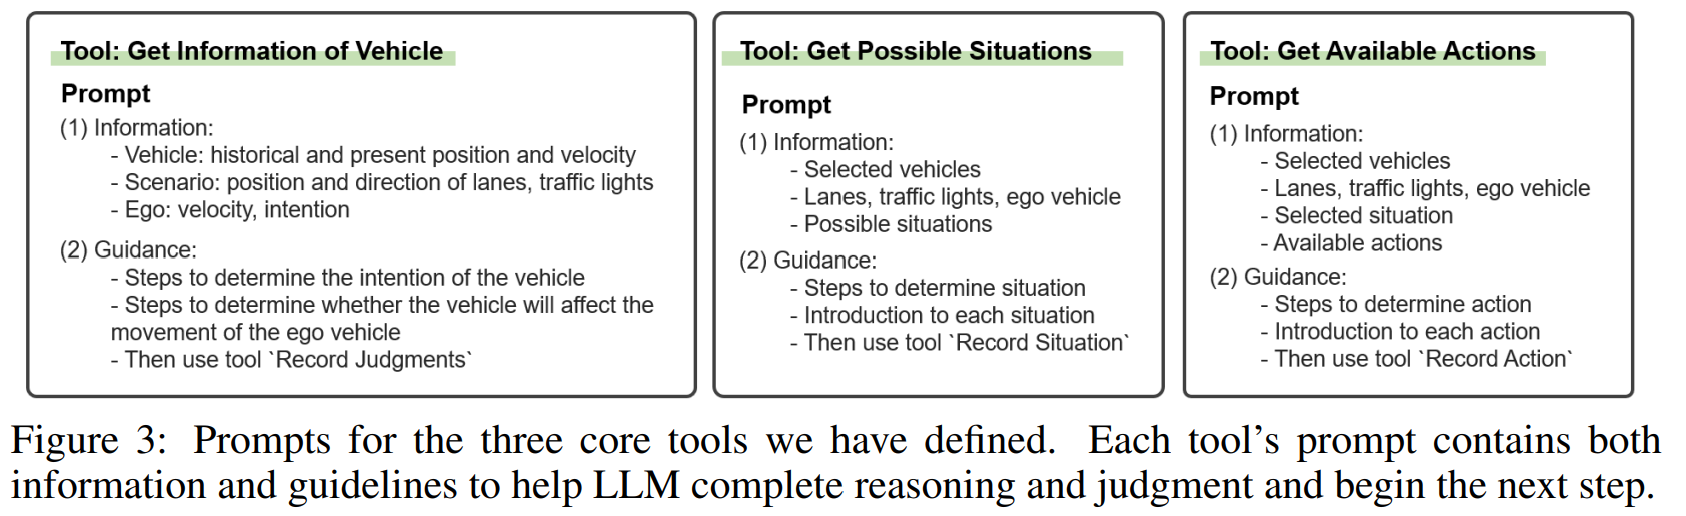 Tool: Get Information of Vehicle
Prompt
(1) Information:
- Vehicle: historical and present position and velocity
- Scenario: position and direction of lanes, traffic lights
- Ego: velocity, intention
(2) Guidance:
- Steps to determine the intention of the vehicle
- Steps to determine whether the vehicle will affect the
movement of the ego vehicle
- Then use tool `Record Judgments`
Tool: Get Possible Situations
Prompt
(1) Information:
- Selected vehicles
- Lanes, traffic lights, ego vehicle
- Possible situations
(2) Guidance:
- Steps to determine situation
- Introduction to each situation
- Then use tool `Record Situation`
Tool: Get Available Actions
Prompt
(1) Information:
- Selected vehicles
- Lanes, traffic lights, ego vehicle
- Selected situation
- Available actions
(2) Guidance:
- Steps to determine action
- Introduction to each action
- Then use tool `Record Action`
Figure 3: Prompts for the three core tools we have defined. Each tool's prompt contains both
information and guidelines to help LLM complete reasoning and judgment and begin the next step.